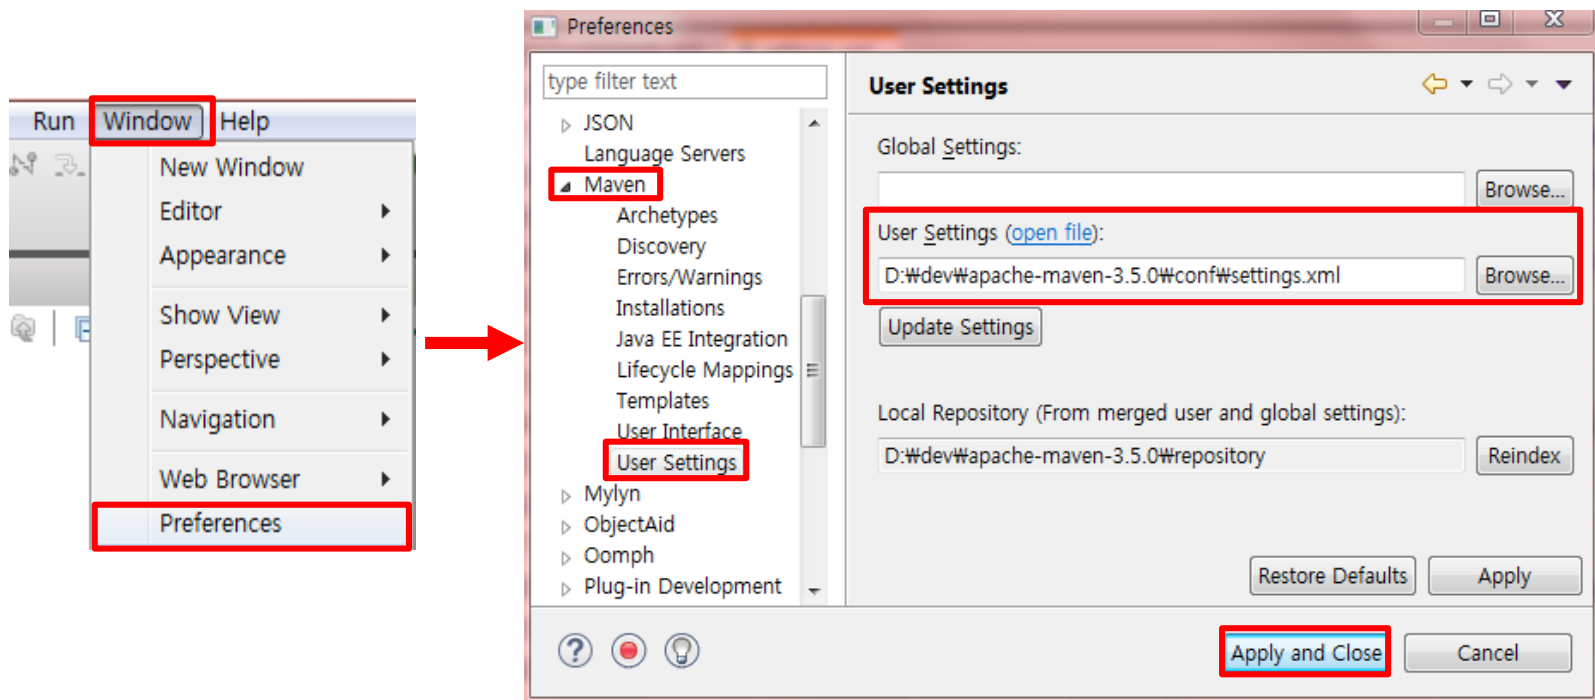 Run Window Help
New Window
Editor
Appearance
Show View
Perspective
Navigation
Web Browser
Preferences
Preferences
type filter text
JSON
Language Servers
Maven
Archetypes
Discovery
Errors/Warnings
Installations
Java EE Integration
Lifecycle Mappings
Templates
User Interface
User Settings
Mylyn
ObjectAid
Oomph
Plug-in Development
User Settings
Global Settings:
Browse...
User Settings (open file):
D:₩dev₩apache-maven-3.5.0₩conf₩settings.xml Browse...
Update Settings
Local Repository (From merged user and global settings):
D:₩dev₩apache-maven-3.5.0₩repository Reindex
Restore Defaults Apply
Apply and Close Cancel